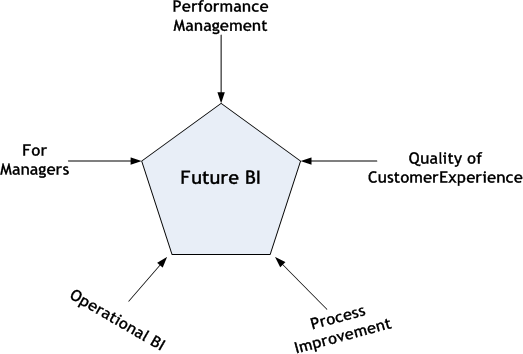 Performance
Management
For
Managers
Future BI
Quality of
CustomerExperience
Operational BI
Process
Improvement